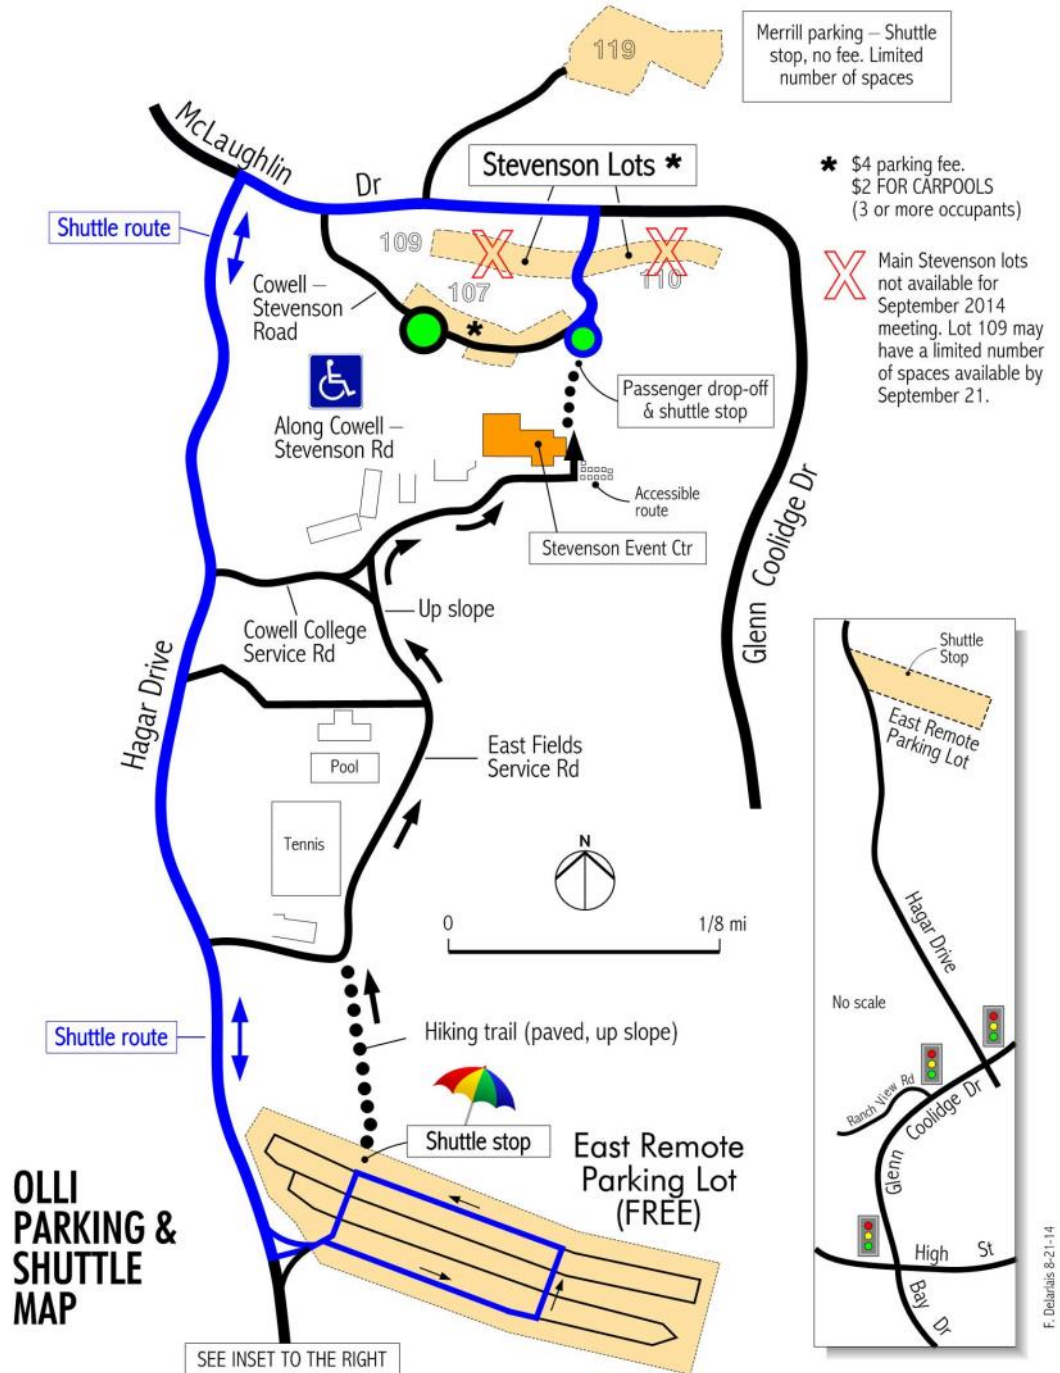 119
Merrill parking – Shuttle
stop, no fee. Limited
number of spaces
McLaughlin
Dr
Stevenson Lots *
* $4 parking fee.
$2 FOR CARPOOLS
(3 or more occupants)
Shuttle route
109
X
X
110
107
X Main Stevenson lots
not available for
September 2014
meeting. Lot 109 may
have a limited number
of spaces available by
September 21.
Cowell –
Stevenson
Road
*
Along Cowell –
Stevenson Rd
Passenger drop-off
& shuttle stop
Accessible
route
Stevenson Event Ctr
Glenn Coolidge Dr
Up slope
Cowell College
Service Rd
Hagar Drive
East Fields
Service Rd
Pool
Tennis
N
0 1/8 mi
Shuttle route
Hiking trail (paved, up slope)
Shuttle stop
East Remote
Parking Lot
(FREE)
OLLI
PARKING &
SHUTTLE
MAP
SEE INSET TO THE RIGHT
Shuttle
Stop
East Remote
Parking Lot
Hagar Drive
No scale
Ranch View Rd
Glenn Coolidge Dr
High St
Bay Dr
F. Delarlais 8-21-14